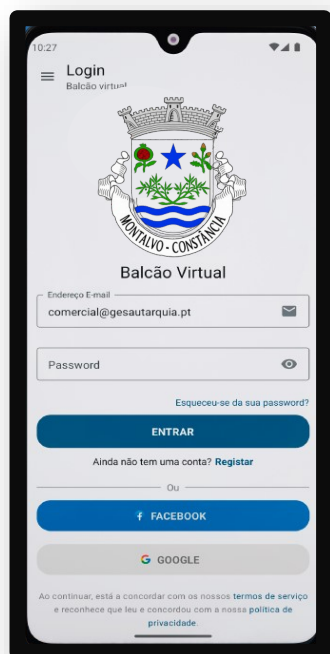 10:27
Login
Balcão virtual
MONTALVO - CONSTÂNCIA
Balcão Virtual
Endereço E-mail
comercial@gesautarquia.pt
Password
Esqueceu-se da sua password?
ENTRAR
Ainda não tem uma conta? Registar
Ou
FACEBOOK
GOOGLE
Ao continuar, está a concordar com os nossos termos de serviço
e reconhece que leu e concordou com a nossa política de
privacidade.